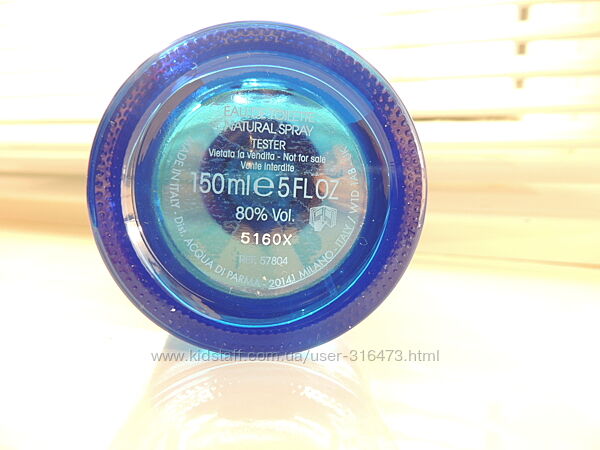 EAU DE TOILETTE
NATURAL SPRAY
TESTER
Vietata la vendita - Not for sale
Vente Interdite
150ml e 5FLOZ
80% Vol.
5160X
REF. 57804
MADE IN ITALY. Dist. ACQUA DI PARMA, 20141 MILANO - ITALY / W1D
www.kidstaff.com.ua/user-316473.html